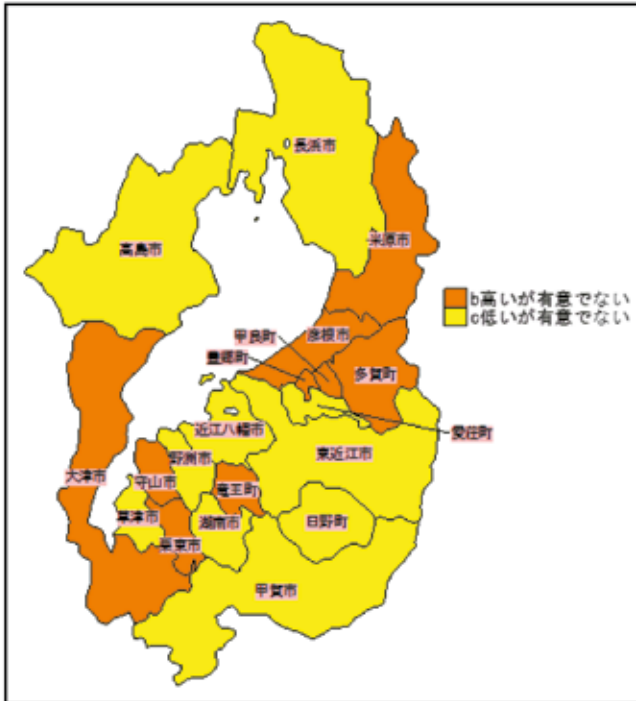 長浜市
米原市
高島市
b高いが有意でない
c低いが有意でない
甲良町
彦根市
豊郷町
多賀町
近江八幡市
愛荘町
野洲市
東近江市
大津市
守山市
竜王町
草津市
湖南市
日野町
栗東市
甲賀市